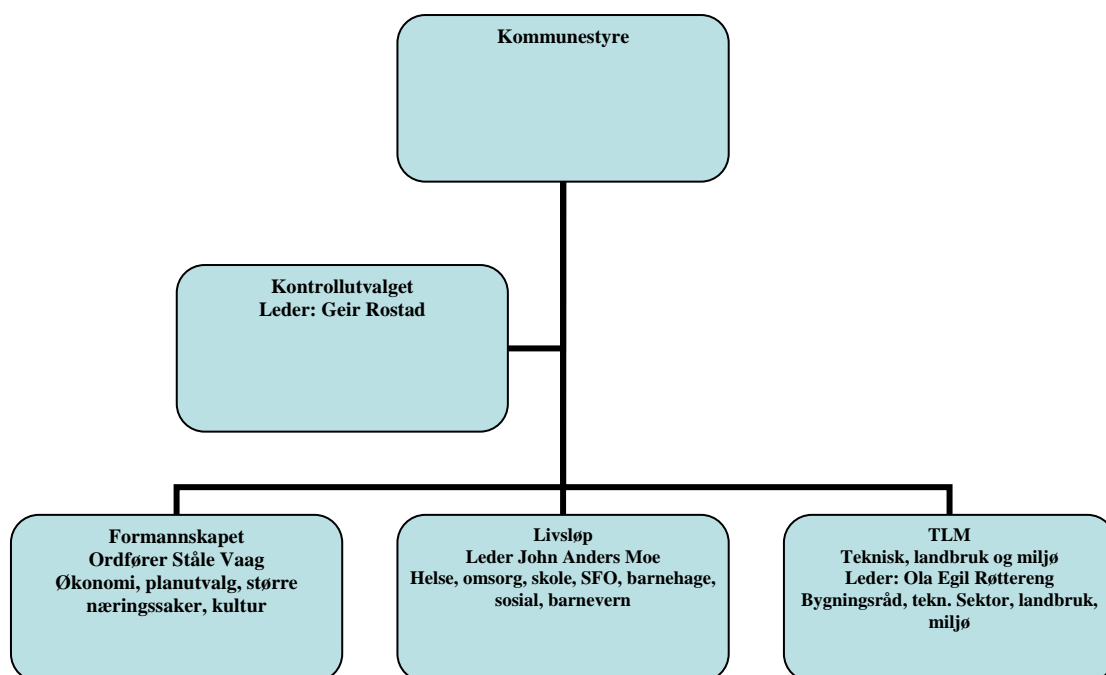 Kommunestyre
Kontrollutvalget
Leder: Geir Rostad
Formannskapet
Ordfører Ståle Vaag
Økonomi, planutvalg, større
næringssaker, kultur
Livsløp
Leder John Anders Moe
Helse, omsorg, skole, SFO, barnehage,
sosial, barnevern
TLM
Teknisk, landbruk og miljø
Leder: Ola Egil Røttereng
Bygningsråd, tekn. Sektor, landbruk,
miljø